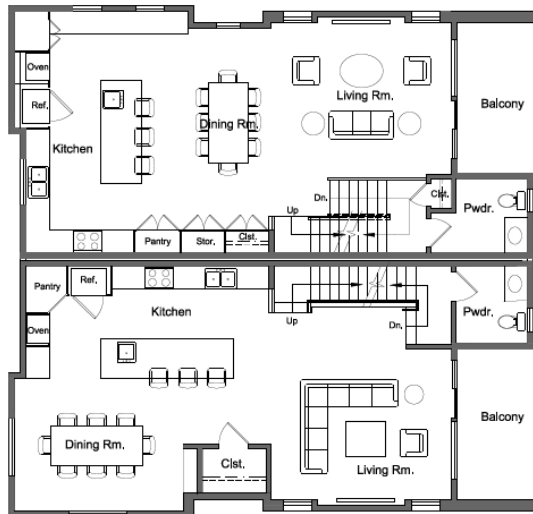 Oven
Ref.
Kitchen
Dining Rm.
Living Rm.
Balcony
Dn.
Clst.
Up
Pwdr.
Pantry
Stor.
Clst.
Pantry
Ref.
Kitchen
Oven
Up
Dn.
Pwdr.
Balcony
Dining Rm.
Clst.
Living Rm.